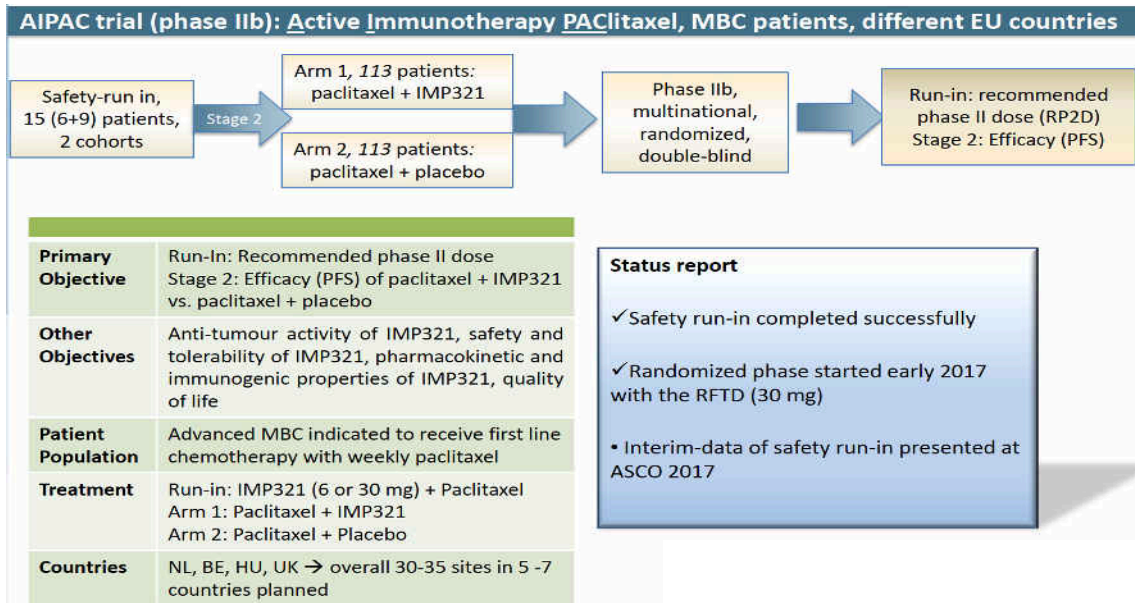 AIPAC trial (phase IIb): Active Immunotherapy PAClitaxel, MBC patients, different EU countries
Safety-run in,
15 (6+9) patients,
2 cohorts
Stage 2
Arm 1, 113 patients:
paclitaxel + IMP321
Arm 2, 113 patients:
paclitaxel + placebo
Phase IIb,
multinational,
randomized,
double-blind
Run-in: recommended
phase II dose (RP2D)
Stage 2: Efficacy (PFS)
Primary
Objective
Run-In: Recommended phase II dose
Stage 2: Efficacy (PFS) of paclitaxel + IMP321
vs. paclitaxel + placebo
Other
Objectives
Anti-tumour activity of IMP321, safety and
tolerability of IMP321, pharmacokinetic and
immunogenic properties of IMP321, quality
of life
Patient
Population
Advanced MBC indicated to receive first line
chemotherapy with weekly paclitaxel
Treatment
Run-in: IMP321 (6 or 30 mg) + Paclitaxel
Arm 1: Paclitaxel + IMP321
Arm 2: Paclitaxel + Placebo
Countries
NL, BE, HU, UK → overall 30-35 sites in 5 -7
countries planned
Status report
✓Safety run-in completed successfully
✓Randomized phase started early 2017
with the RFTD (30 mg)
• Interim-data of safety run-in presented at
ASCO 2017